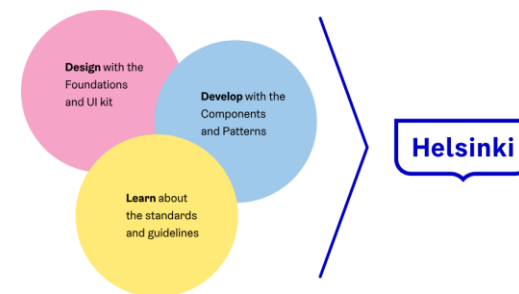 Design with the
Foundations
and UI kit
Develop with the
Components
and Patterns
Learn about
the standards
and guidelines
Helsinki